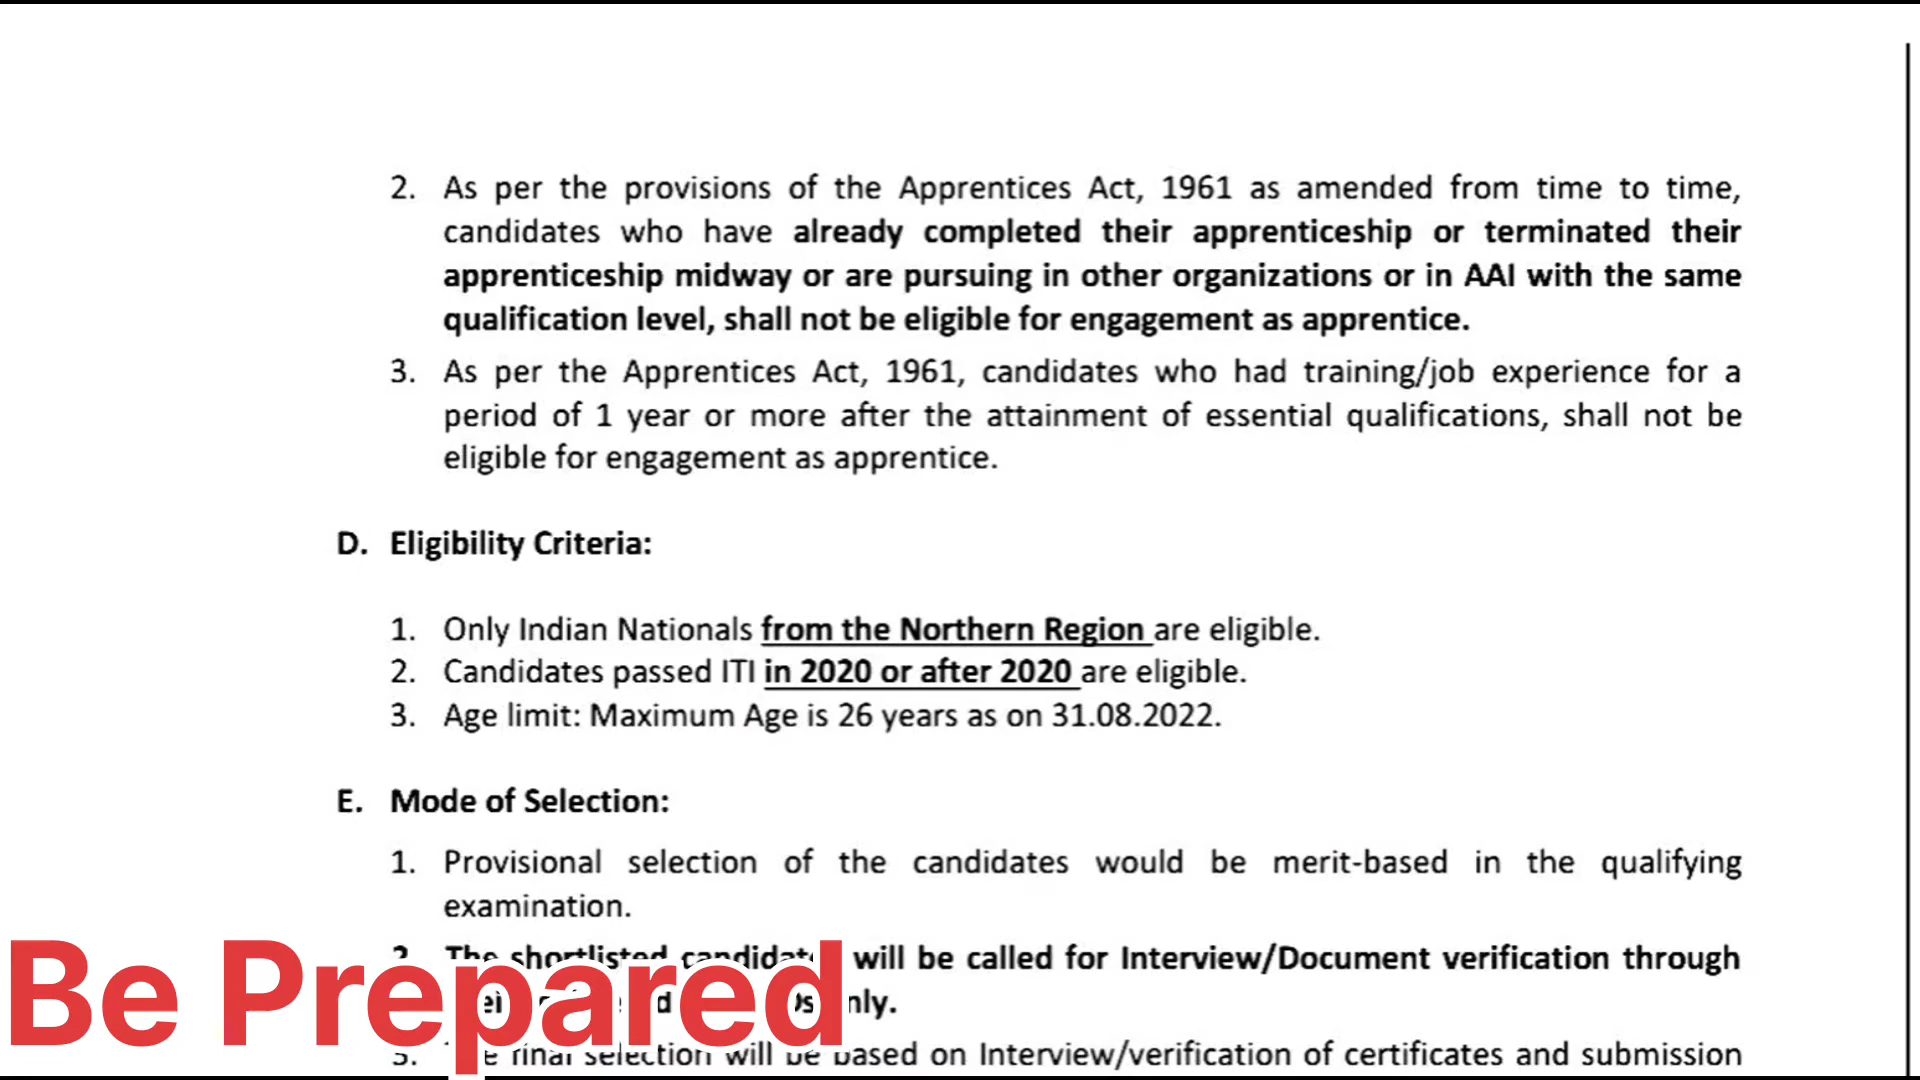 2. As per the provisions of the Apprentices Act, 1961 as amended from time to time,
candidates who have already completed their apprenticeship or terminated their
apprenticeship midway or are pursuing in other organizations or in AAI with the same
qualification level, shall not be eligible for engagement as apprentice.
3. As per the Apprentices Act, 1961, candidates who had training/job experience for a
period of 1 year or more after the attainment of essential qualifications, shall not be
eligible for engagement as apprentice.
D. Eligibility Criteria:
1. Only Indian Nationals from the Northern Region are eligible.
2. Candidates passed ITI in 2020 or after 2020 are eligible.
3. Age limit: Maximum Age is 26 years as on 31.08.2022.
E. Mode of Selection:
1. Provisional selection of the candidates would be merit-based in the qualifying
examination.
2. The shortlisted candidates will be called for Interview/Document verification through
only.
3. The final selection will be based on Interview/verification of certificates and submission
Be Prepared